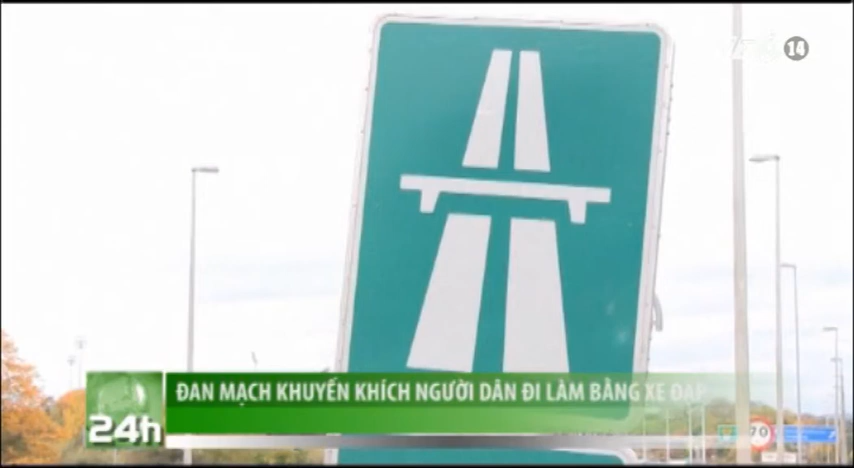 14
ĐAN MẠCH KHUYẾN KHÍCH NGƯỜI DÂN ĐI LÀM BẰNG XE ĐẠP
24h
70